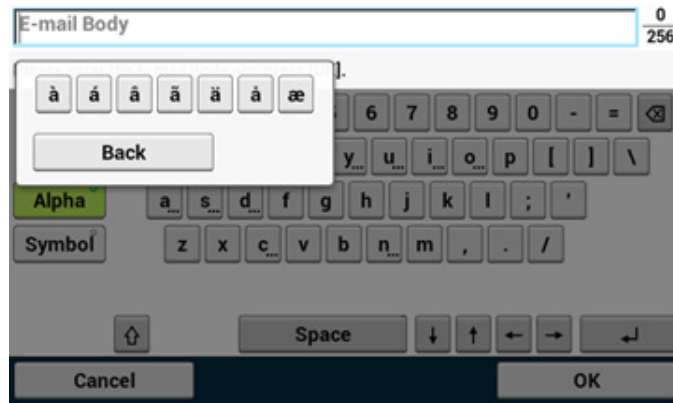 E-mail Body
0
256
].
à á â ã ä å æ
6 7 8 9 0 - =
Back
y... u... i... o... p [ ] \
Alpha a... s... d... f g h j k l ; '
Symbol z x c... v b n... m , . /
Space ↓ ↑ ← →
Cancel OK